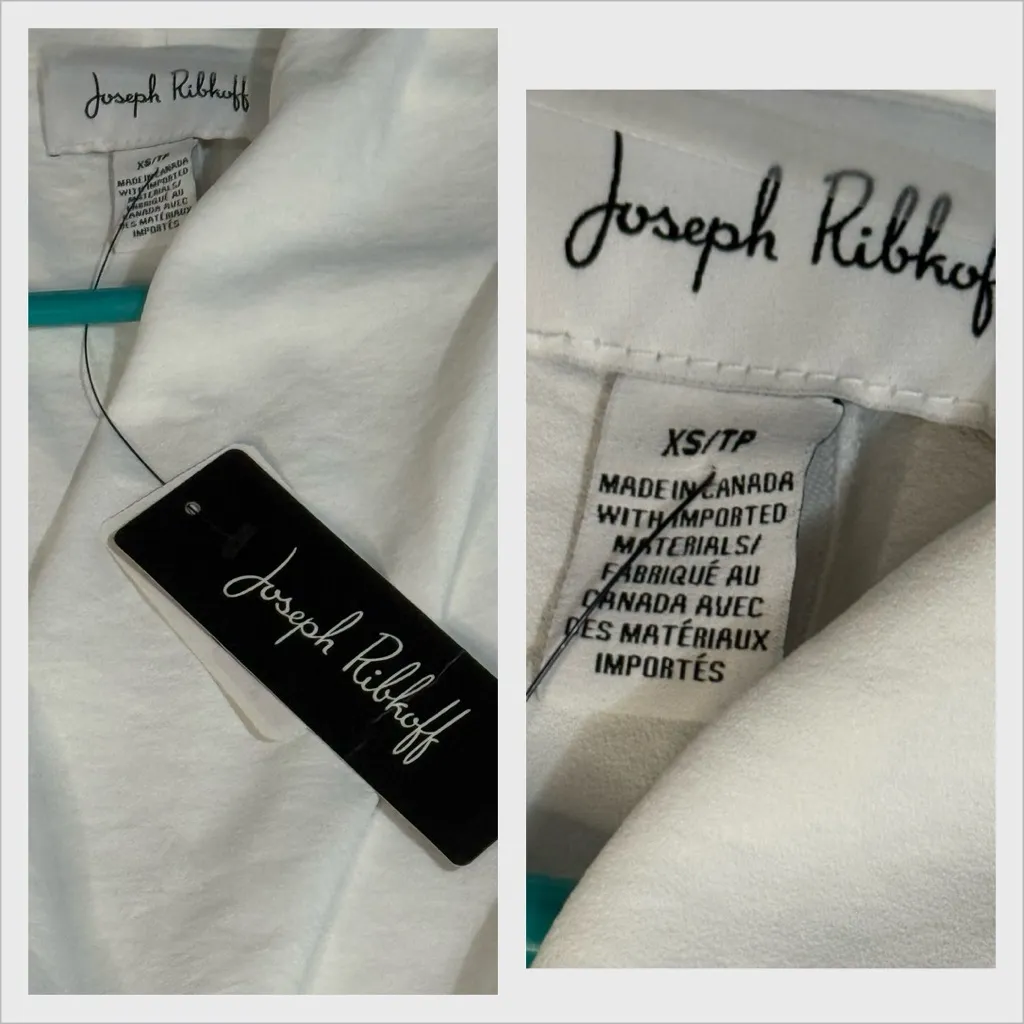 Joseph Ribkoff
XS/TP
MADE IN CANADA
WITH IMPORTED
MATERIALS/
FABRIQUÉ AU
CANADA AVEC
DES MATÉRIAUX
IMPORTÉS
Joseph Ribkoff
Joseph Ribkof
XS/TP
MADE IN CANADA
WITH IMPORTED
MATERIALS/
FABRIQUÉ AU
CANADA AVEC
DES MATÉRIAUX
IMPORTÉS